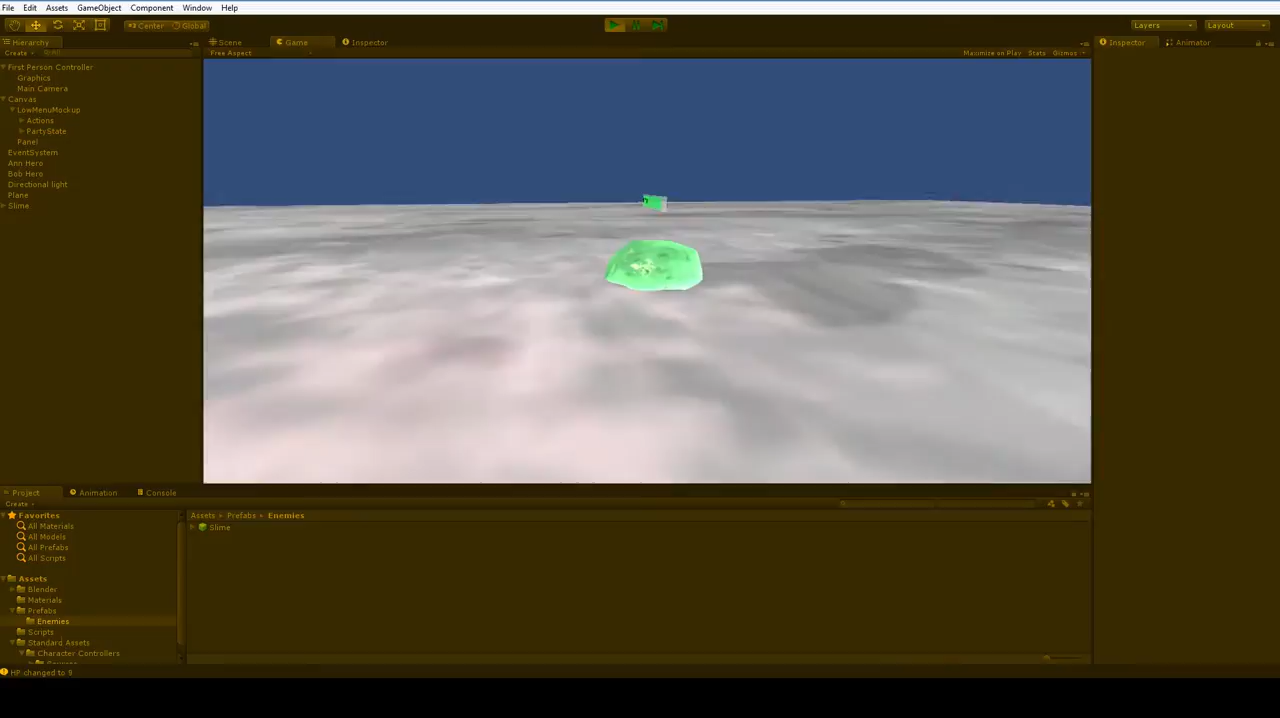 File Edit Assets GameObject Component Window Help
Center Global
Layers Layout
Hierarchy Scene Game Inspector Inspector Animator
Create Free Aspect Maximize on Play Stats Gizmos
First Person Controller
Graphics
Main Camera
Canvas
LowMenuMockup
Actions
PartyState
Panel
EventSystem
Ann Hero
Bob Hero
Directional light
Plane
Slime
Project Animation Console
Create
Favorites
All Materials
All Models
All Prefabs
All Scripts
Assets > Prefabs > Enemies
Slime
Assets
Blender
Materials
Prefabs
Enemies
Scripts
Standard Assets
Character Controllers
HP changed to 9